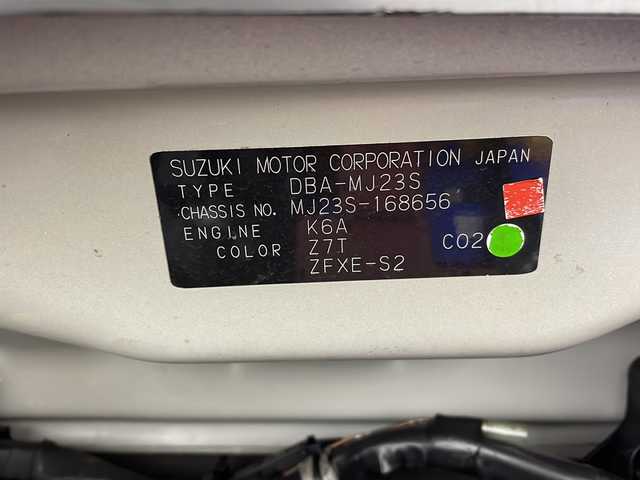 SUZUKI MOTOR CORPORATION JAPAN
TYPE DBA-MJ23S
CHASSIS NO. MJ23S-168656
ENGINE K6A
COLOR Z7T
ZFXE-S2 CO2